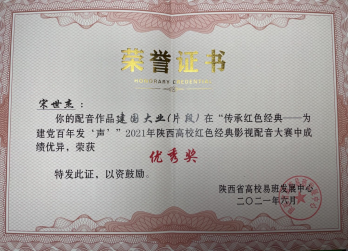 荣誉证书
HONORARY CREDENTIAL
宋世杰：
你的配音作品建国大业(片段)在“传承红色经典——为
建党百年发‘声’”2021年陕西高校红色经典影视配音大赛中成
绩优异，荣获
优秀奖
特发此证，以资鼓励。
陕西省高校易班发展中心
二〇二一年六月